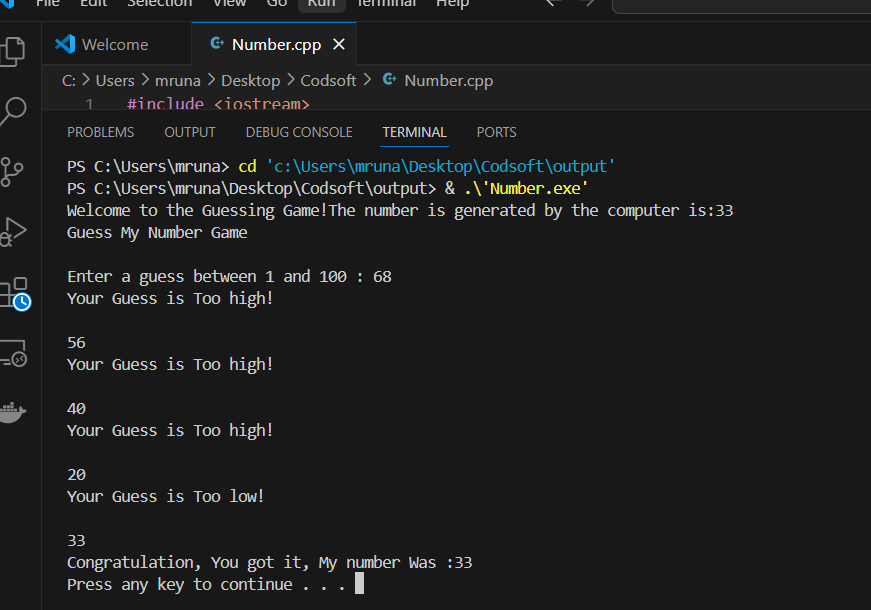 File Edit Selection View Go Run Terminal Help
Welcome Number.cpp
C: > Users > mruna > Desktop > Codsoft > Number.cpp
1 #include <iostream>
PROBLEMS OUTPUT DEBUG CONSOLE TERMINAL PORTS
PS C:\Users\mruna> cd 'c:\Users\mruna\Desktop\Codsoft\output'
PS C:\Users\mruna\Desktop\Codsoft\output> & .\'Number.exe'
Welcome to the Guessing Game!The number is generated by the computer is:33
Guess My Number Game
Enter a guess between 1 and 100 : 68
Your Guess is Too high!
56
Your Guess is Too high!
40
Your Guess is Too high!
20
Your Guess is Too low!
33
Congratulation, You got it, My number Was :33
Press any key to continue . . .